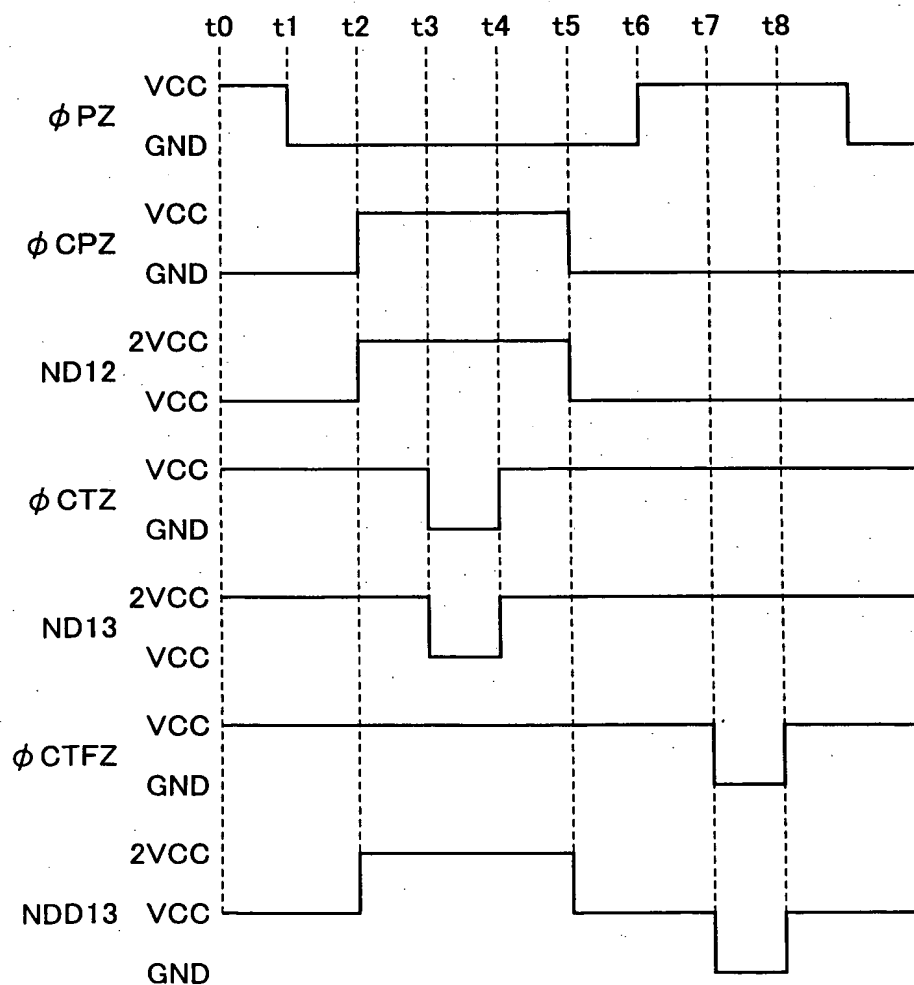 t0 t1 t2 t3 t4 t5 t6 t7 t8
VCC
φPZ
GND
VCC
φCPZ
GND
2VCC
ND12
VCC
VCC
φCTZ
GND
2VCC
ND13
VCC
VCC
φCTFZ
GND
2VCC
NDD13 VCC
GND